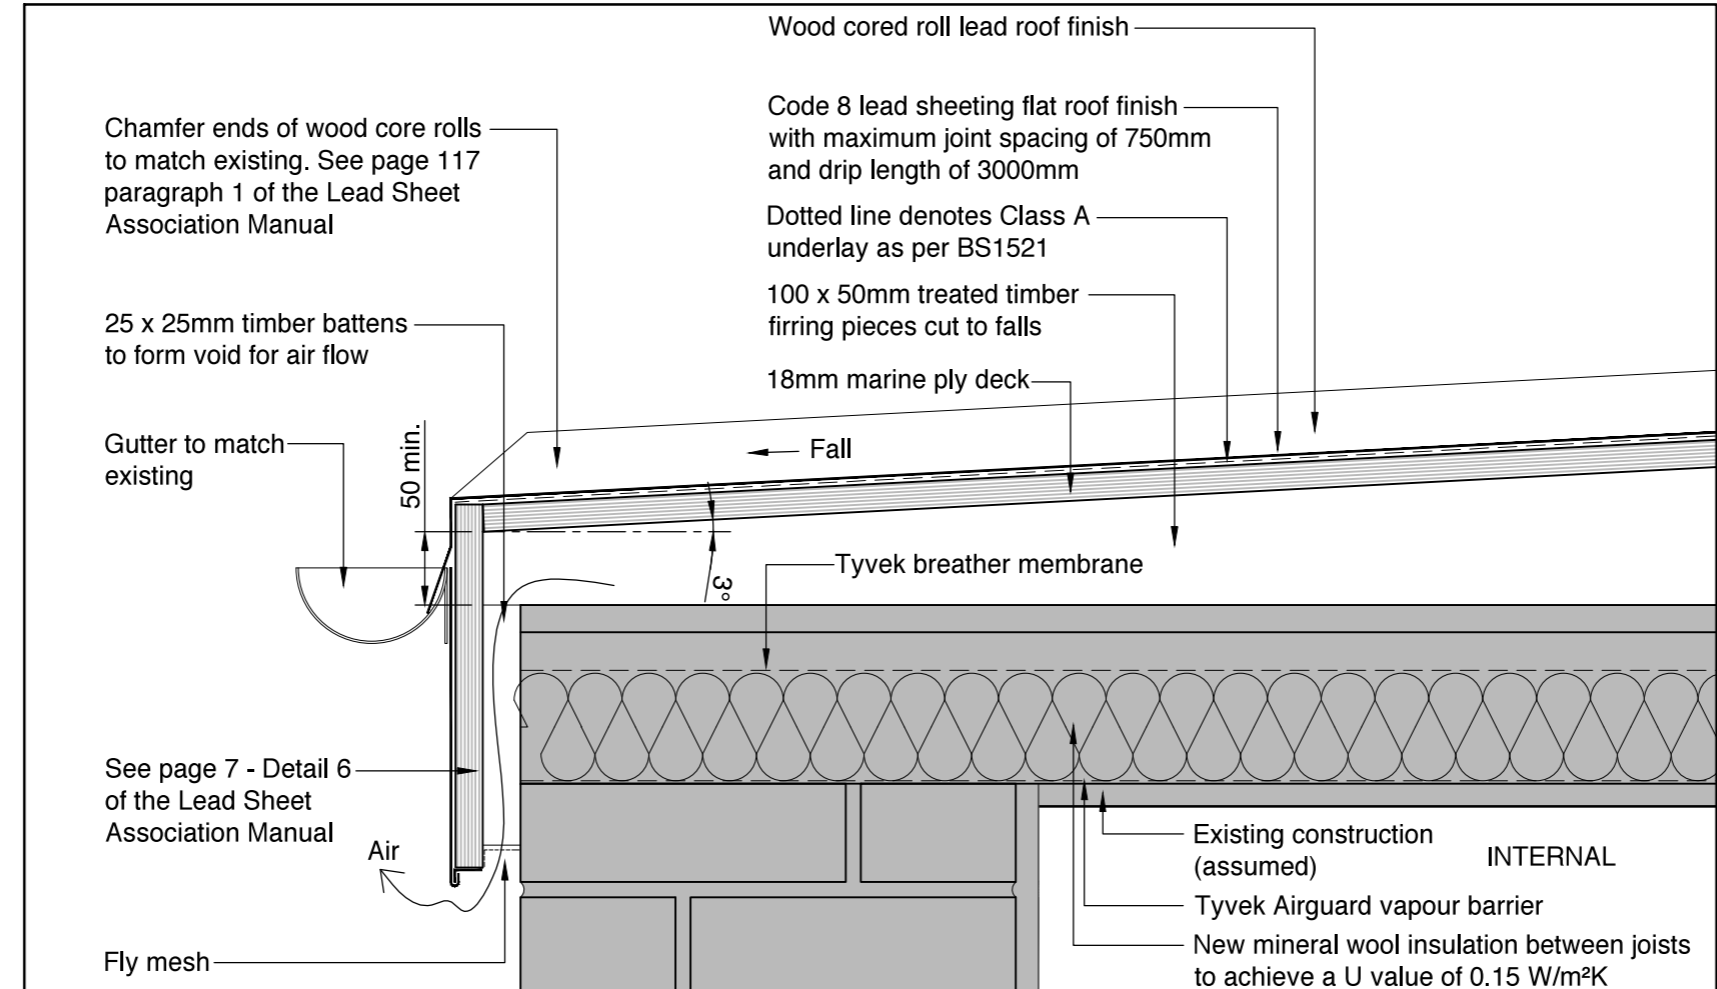 Wood cored roll lead roof finish
Chamfer ends of wood core rolls
to match existing. See page 117
paragraph 1 of the Lead Sheet
Association Manual
Code 8 lead sheeting flat roof finish
with maximum joint spacing of 750mm
and drip length of 3000mm
Dotted line denotes Class A
underlay as per BS1521
100 x 50mm treated timber
firring pieces cut to falls
25 x 25mm timber battens
to form void for air flow
18mm marine ply deck
Gutter to match
existing
50 min.
Fall
Tyvek breather membrane
3°
See page 7 - Detail 6
of the Lead Sheet
Association Manual
Air
Existing construction
(assumed)
INTERNAL
Tyvek Airguard vapour barrier
New mineral wool insulation between joists
to achieve a U value of 0.15 W/m²K
Fly mesh